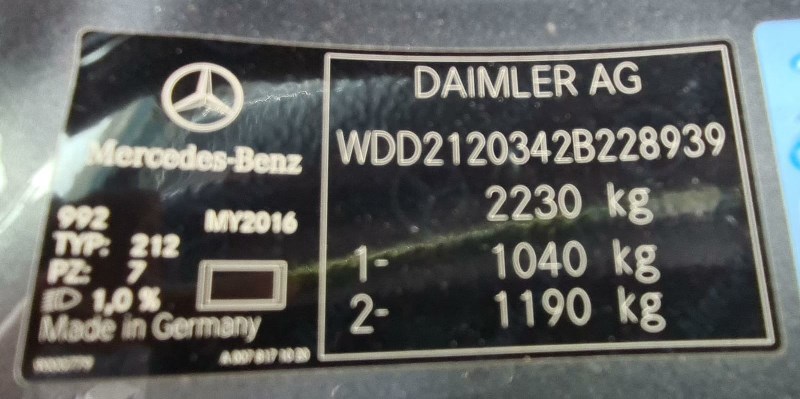 Mercedes-Benz
992 MY2016
TYP: 212
PZ: 7
1,0 %
Made in Germany
DAIMLER AG
WDD2120342B228939
2230 kg
1- 1040 kg
2- 1190 kg